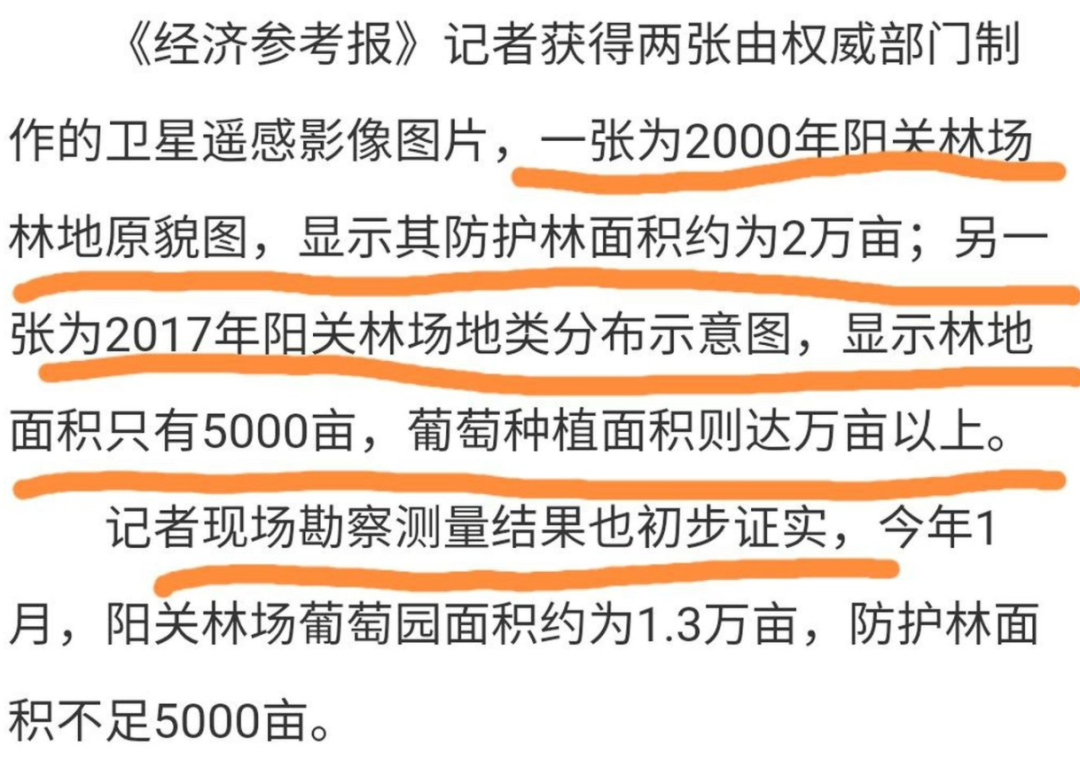 《经济参考报》记者获得两张由权威部门制
作的卫星遥感影像图片，一张为2000年阳关林场
林地原貌图，显示其防护林面积约为2万亩；另一
张为2017年阳关林场地类分布示意图，显示林地
面积只有5000亩，葡萄种植面积则达万亩以上。
记者现场勘察测量结果也初步证实，今年1
月，阳关林场葡萄园面积约为1.3万亩，防护林面
积不足5000亩。